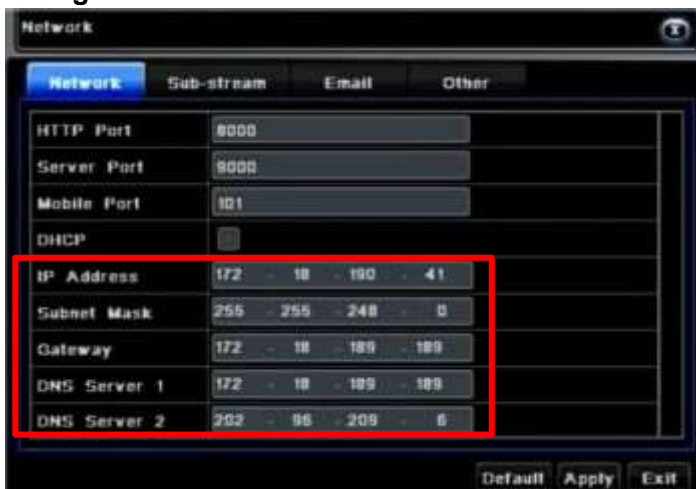 Network
Network Sub-stream Email Other
HTTP Port 8000
Server Port 9000
Mobile Port 101
DHCP
IP Address 172 - 18 - 190 - 41
Subnet Mask 255 - 255 - 248 - 0
Gateway 172 - 18 - 189 - 189
DNS Server 1 172 - 18 - 189 - 189
DNS Server 2 202 - 96 - 209 - 6
Default Apply Exit